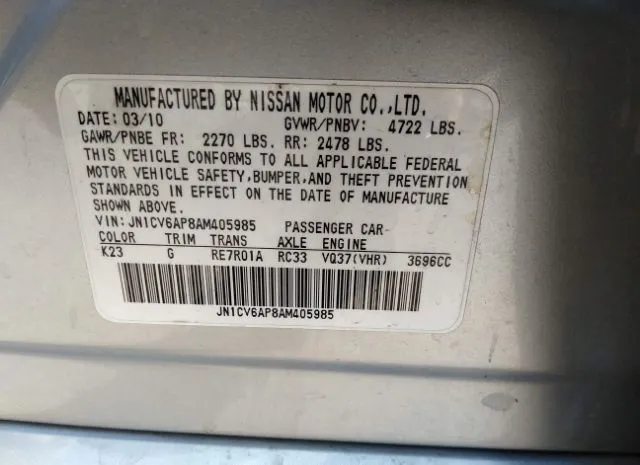 MANUFACTURED BY NISSAN MOTOR CO.,LTD.
DATE: 03/10 GVWR/PNBV: 4722 LBS.
GAWR/PNBE FR: 2270 LBS. RR: 2478 LBS.
THIS VEHICLE CONFORMS TO ALL APPLICABLE FEDERAL
MOTOR VEHICLE SAFETY,BUMPER,AND THEFT PREVENTION
STANDARDS IN EFFECT ON THE DATE OF MANUFACTURE
SHOWN ABOVE.
VIN: JN1CV6AP8AM405985 PASSENGER CAR
COLOR TRIM TRANS AXLE ENGINE
K23 G RE7R01A RC33 VQ37(VHR) 3696CC
JN1CV6AP8AM405985